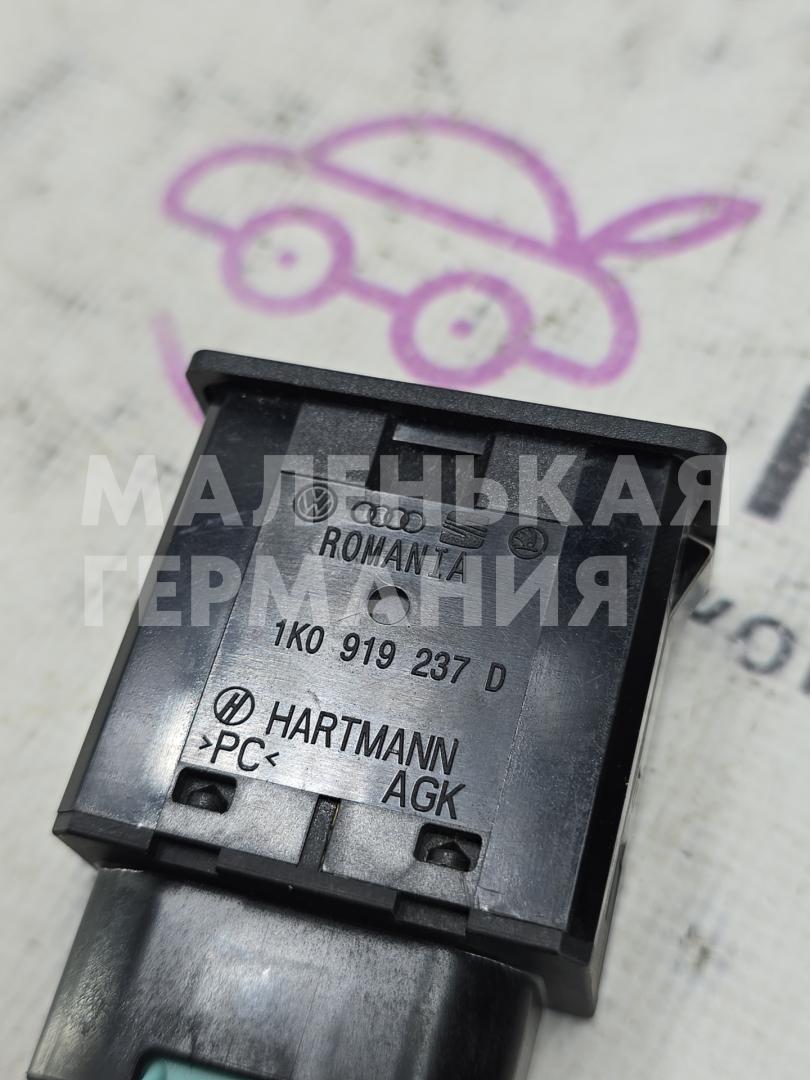 МАЛЕНЬКАЯ
ГЕРМАНИЯ
ROMANIA
1K0 919 237 D
HARTMANN
>PC<
AGK